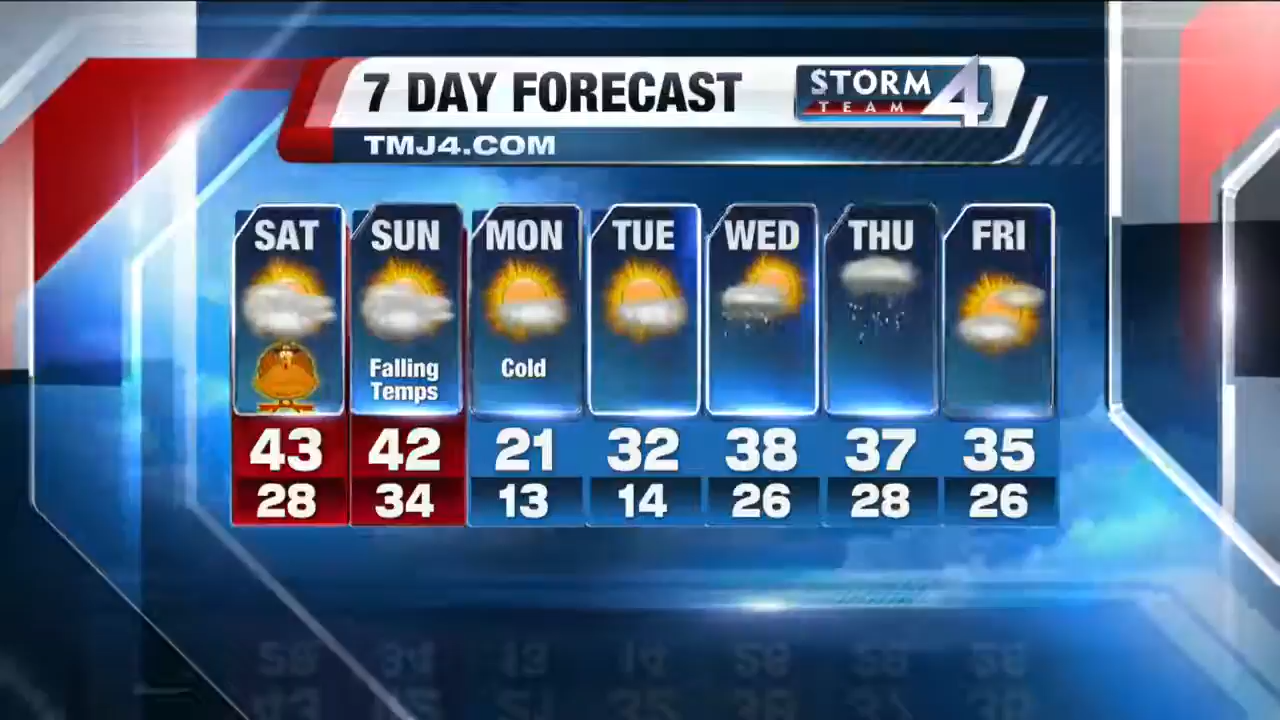 7 DAY FORECAST
STORM 4
TEAM
TMJ4.COM
SAT SUN MON TUE WED THU FRI
Falling Cold
Temps
43 42 21 32 38 37 35
28 34 13 14 26 28 26